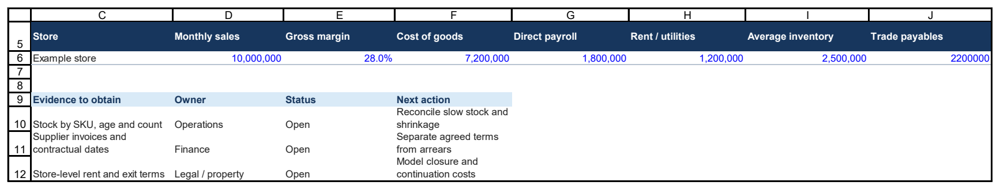 C D E F G H I J
5 Store Monthly sales Gross margin Cost of goods Direct payroll Rent / utilities Average inventory Trade payables
6 Example store 10,000,000 28.0% 7,200,000 1,800,000 1,200,000 2,500,000 2200000
7
8
9 Evidence to obtain Owner Status Next action
Reconcile slow stock and
10 Stock by SKU, age and count Operations Open shrinkage
Supplier invoices and Separate agreed terms
11 contractual dates Finance Open from arrears
Model closure and
12 Store-level rent and exit terms Legal / property Open continuation costs